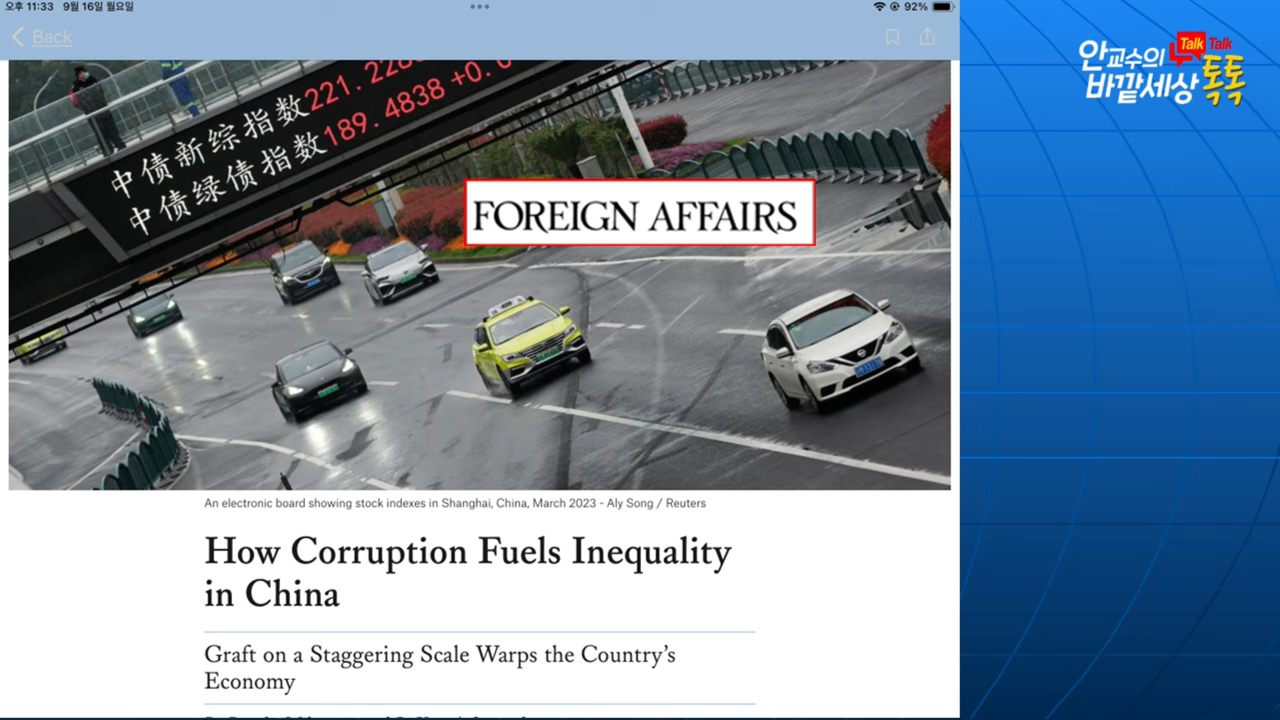 오후 11:33 9월 16일 월요일
92%
Back
안교수의
Talk Talk
바깥세상
톡톡
中债新综指数221.228
中债绿债指数189.4838 +0.
FOREIGN AFFAIRS
An electronic board showing stock indexes in Shanghai, China, March 2023 - Aly Song / Reuters
How Corruption Fuels Inequality
in China
Graft on a Staggering Scale Warps the Country's
Economy